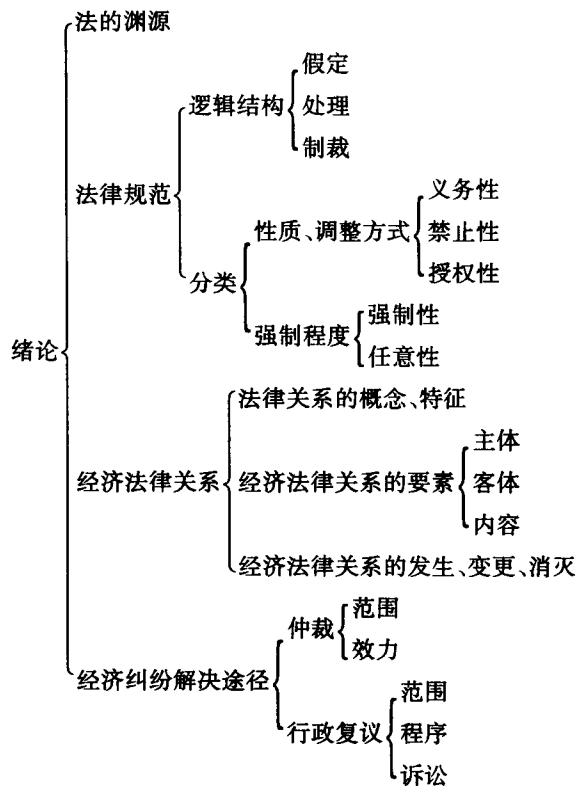 绪论
法的渊源
法律规范
逻辑结构
假定
处理
制裁
分类
性质、调整方式
义务性
禁止性
授权性
强制程度
强制性
任意性
经济法律关系
法律关系的概念、特征
经济法律关系的要素
主体
客体
内容
经济法律关系的发生、变更、消灭
经济纠纷解决途径
仲裁
范围
效力
行政复议
范围
程序
诉讼